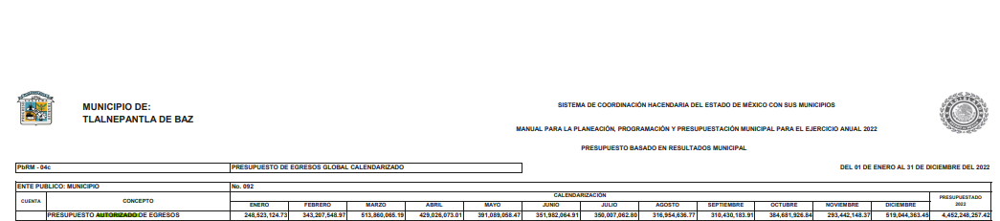 MUNICIPIO DE:
TLALNEPANTLA DE BAZ
SISTEMA DE COORDINACIÓN HACENDARIA DEL ESTADO DE MÉXICO CON SUS MUNICIPIOS
MANUAL PARA LA PLANEACIÓN, PROGRAMACIÓN Y PRESUPUESTACIÓN MUNICIPAL PARA EL EJERCICIO ANUAL 2022
PRESUPUESTO BASADO EN RESULTADOS MUNICIPAL
PbRM - 04c PRESUPUESTO DE EGRESOS GLOBAL CALENDARIZADO DEL 01 DE ENERO AL 31 DE DICIEMBRE DEL 2022
ENTE PUBLICO: MUNICIPIO No. 092
CUENTA CONCEPTO CALENDARIZACIÓN PRESUPUESTADO 2022
ENERO FEBRERO MARZO ABRIL MAYO JUNIO JULIO AGOSTO SEPTIEMBRE OCTUBRE NOVIEMBRE DICIEMBRE
PRESUPUESTO AUTORIZADO DE EGRESOS 248,523,124.73 343,207,548.97 513,860,065.19 429,026,073.01 391,089,058.47 351,982,064.91 350,007,062.80 316,954,636.77 310,430,183.91 384,681,926.84 293,442,148.37 519,044,363.45 4,452,248,257.42